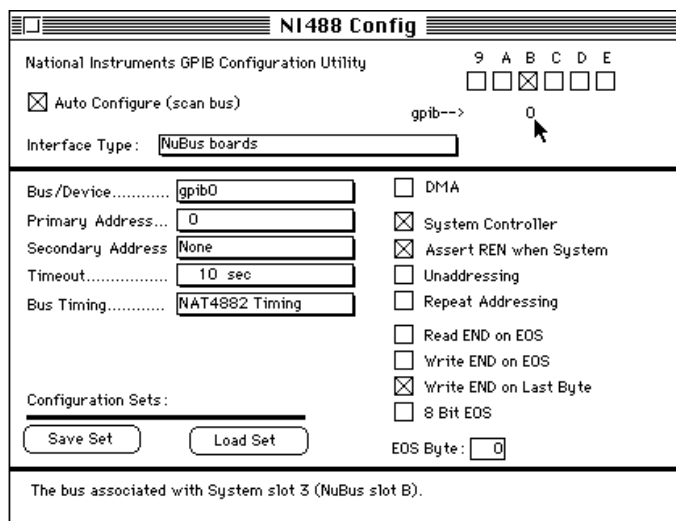 NI488 Config
National Instruments GPIB Configuration Utility
9 A B C D E
Auto Configure (scan bus)
gpib--> 0
Interface Type: NuBus boards
Bus/Device........... gpib0
Primary Address... 0
Secondary Address None
Timeout................ 10 sec
Bus Timing........... NAT4882 Timing
DMA
System Controller
Assert REN when System
Unaddressing
Repeat Addressing
Read END on EOS
Write END on EOS
Write END on Last Byte
8 Bit EOS
Configuration Sets:
Save Set Load Set
EOS Byte: 0
The bus associated with System slot 3 (NuBus slot B).